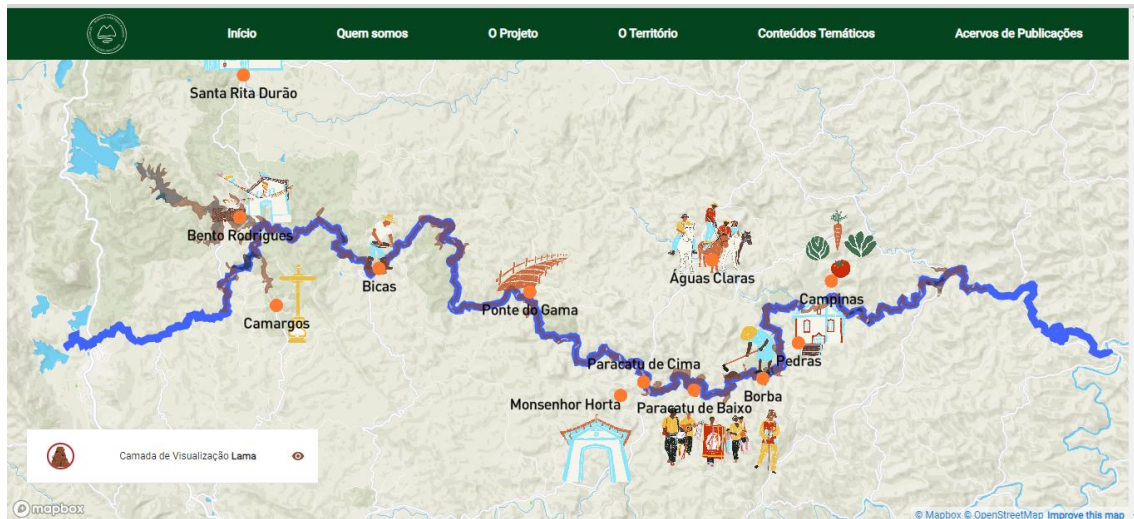 Início
Quem somos
O Projeto
O Território
Conteúdos Temáticos
Acervos de Publicações
Santa Rita Durão
Bento Rodrigues
Bicas
Águas Claras
Camargos
Ponte do Gama
Campinas
Pedras
Paracatu de Cima
Monsenhor Horta
Paracatu de Baixo
Borba
Camada de Visualização Lama
mapbox
© Mapbox © OpenStreetMap Improve this map